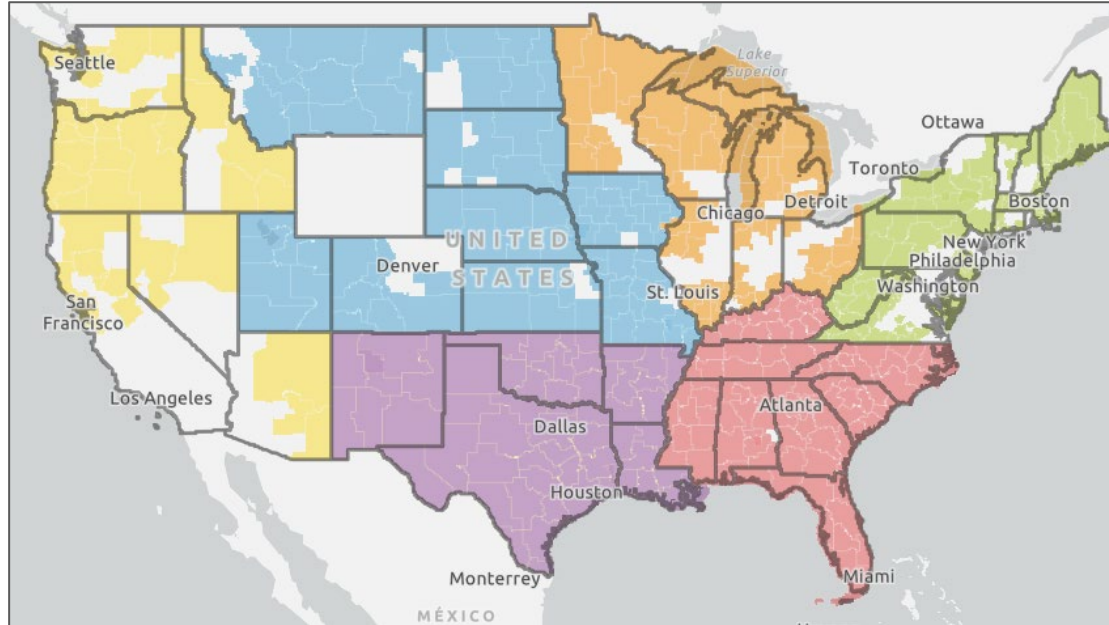 Seattle
Lake
Superior
Ottawa
Toronto
Boston
Detroit
Chicago
New York
Philadelphia
UNITED
STATES
Denver
Washington
St. Louis
San
Francisco
Los Angeles
Atlanta
Dallas
Houston
Monterrey
Miami
MÉXICO